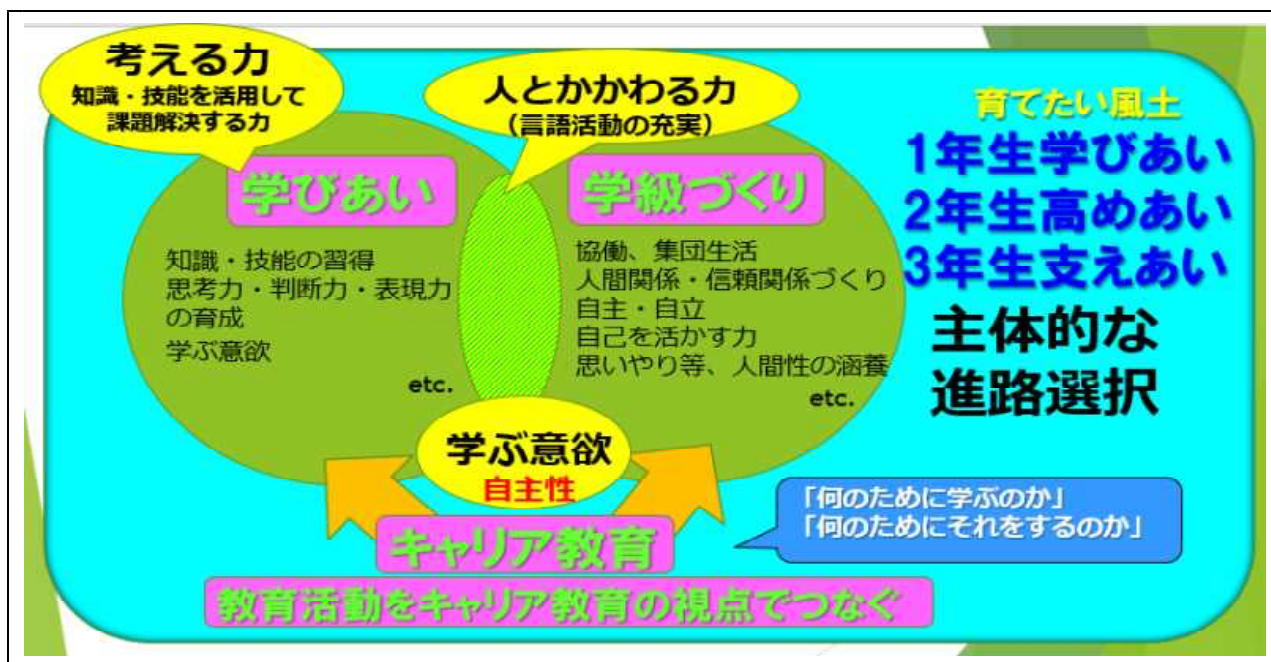 考える力
知識・技能を活用して
課題解決する力
人とかかわる力
(言語活動の充実)
学びあい
知識・技能の習得
思考力・判断力・表現力
の育成
学ぶ意欲
etc.
学級づくり
協働、集団生活
人間関係・信頼関係づくり
自主・自立
自己を活かす力
思いやり等、人間性の涵養
etc.
育てたい風土
1年生学びあい
2年生高めあい
3年生支えあい
主体的な
進路選択
学ぶ意欲
自主性
「何のために学ぶのか」
「何のためにそれをするのか」
キャリア教育
教育活動をキャリア教育の視点でつなぐ